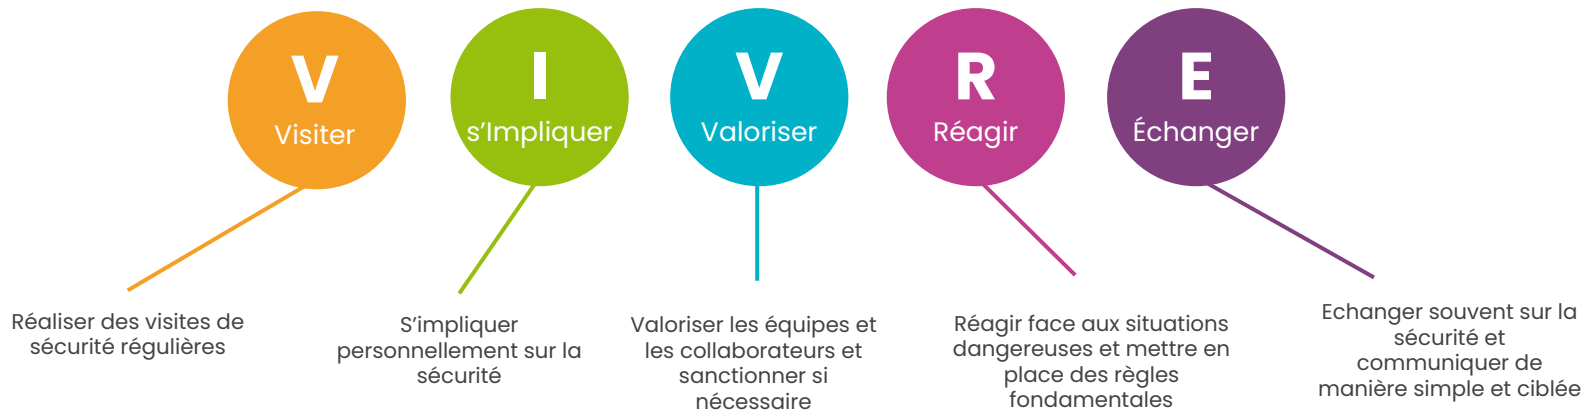 V
Visiter
I
s'Impliquer
V
Valoriser
R
Réagir
E
Échanger
Réaliser des visites de
sécurité régulières
S'impliquer
personnellement sur la
sécurité
Valoriser les équipes et
les collaborateurs et
sanctionner si
nécessaire
Réagir face aux situations
dangereuses et mettre en
place des règles
fondamentales
Echanger souvent sur la
sécurité et
communiquer de
manière simple et ciblée